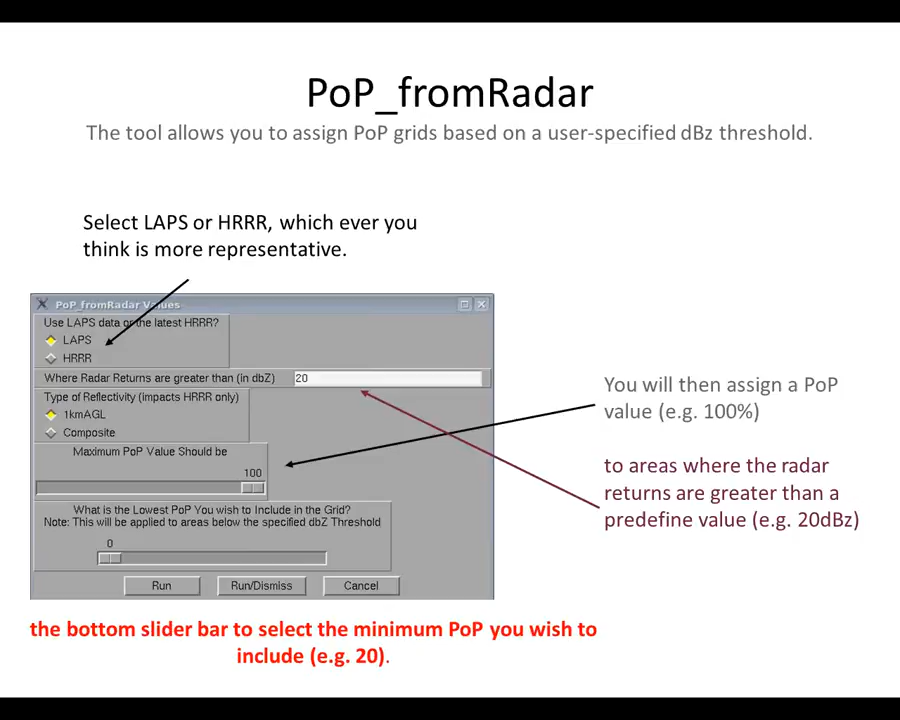 PoP_fromRadar
The tool allows you to assign PoP grids based on a user-specified dBz threshold.
Select LAPS or HRRR, which ever you
think is more representative.
PoP_fromRadar Values
Use LAPS data or the latest HRRR?
LAPS
HRRR
Where Radar Returns are greater than (in dbZ) 20
Type of Reflectivity (impacts HRRR only)
1kmAGL
Composite
Maximum PoP Value Should be
100
What is the Lowest PoP You wish to Include in the Grid?
Note: This will be applied to areas below the specified dbZ Threshold
0
Run Run/Dismiss Cancel
You will then assign a PoP
value (e.g. 100%)
to areas where the radar
returns are greater than a
predefine value (e.g. 20dBz)
the bottom slider bar to select the minimum PoP you wish to
include (e.g. 20).